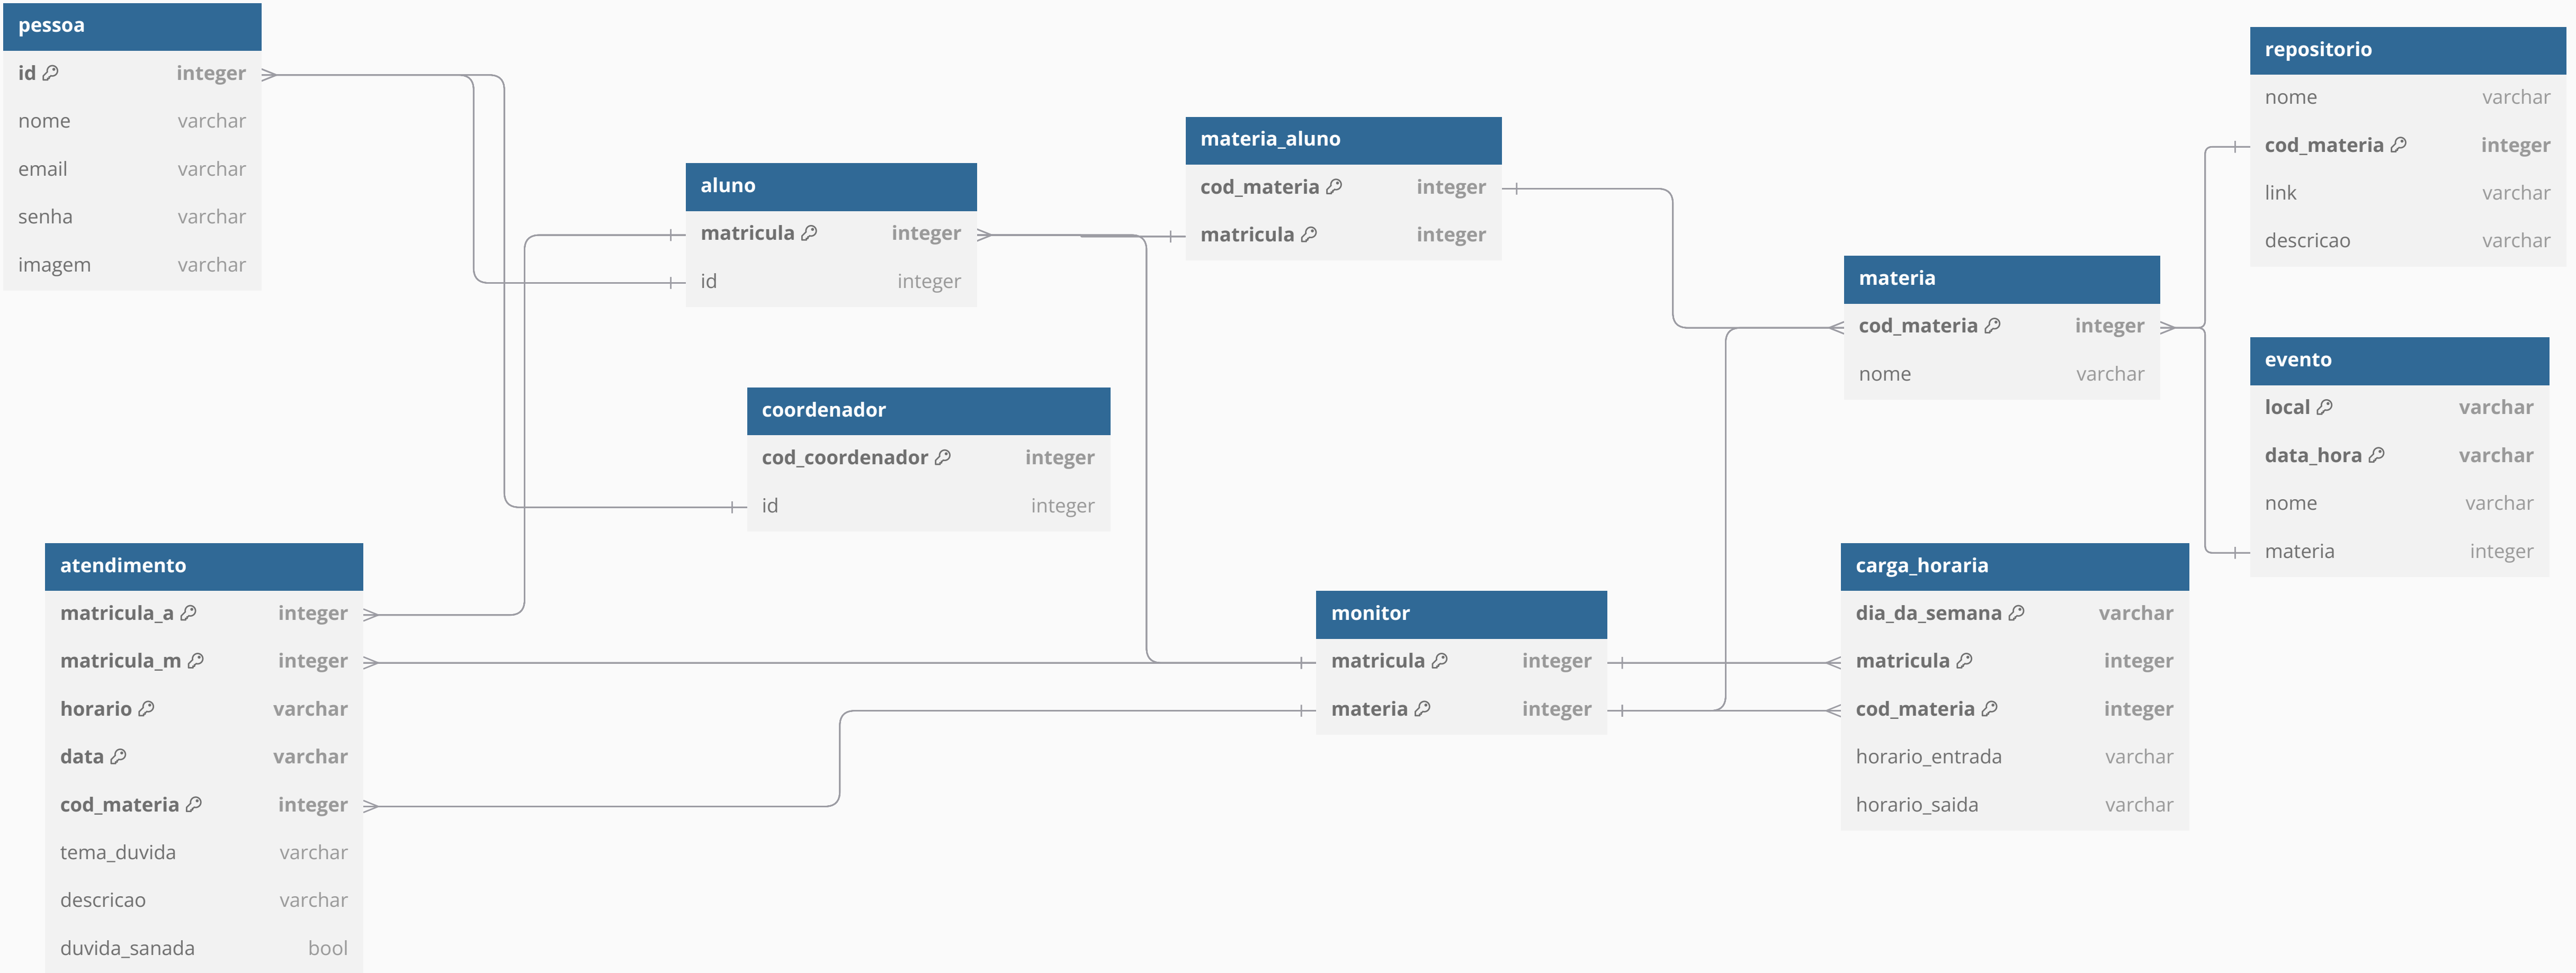 pessoa
id integer
nome varchar
email varchar
senha varchar
imagem varchar
aluno
matricula integer
id integer
coordenador
cod_coordenador integer
id integer
atendimento
matricula_a integer
matricula_m integer
horario varchar
data varchar
cod_materia integer
tema_duvida varchar
descricao varchar
duvida_sanada bool
materia_aluno
cod_materia integer
matricula integer
monitor
matricula integer
materia integer
materia
cod_materia integer
nome varchar
carga_horaria
dia_da_semana varchar
matricula integer
cod_materia integer
horario_entrada varchar
horario_saida varchar
repositorio
nome varchar
cod_materia integer
link varchar
descricao varchar
evento
local varchar
data_hora varchar
nome varchar
materia integer